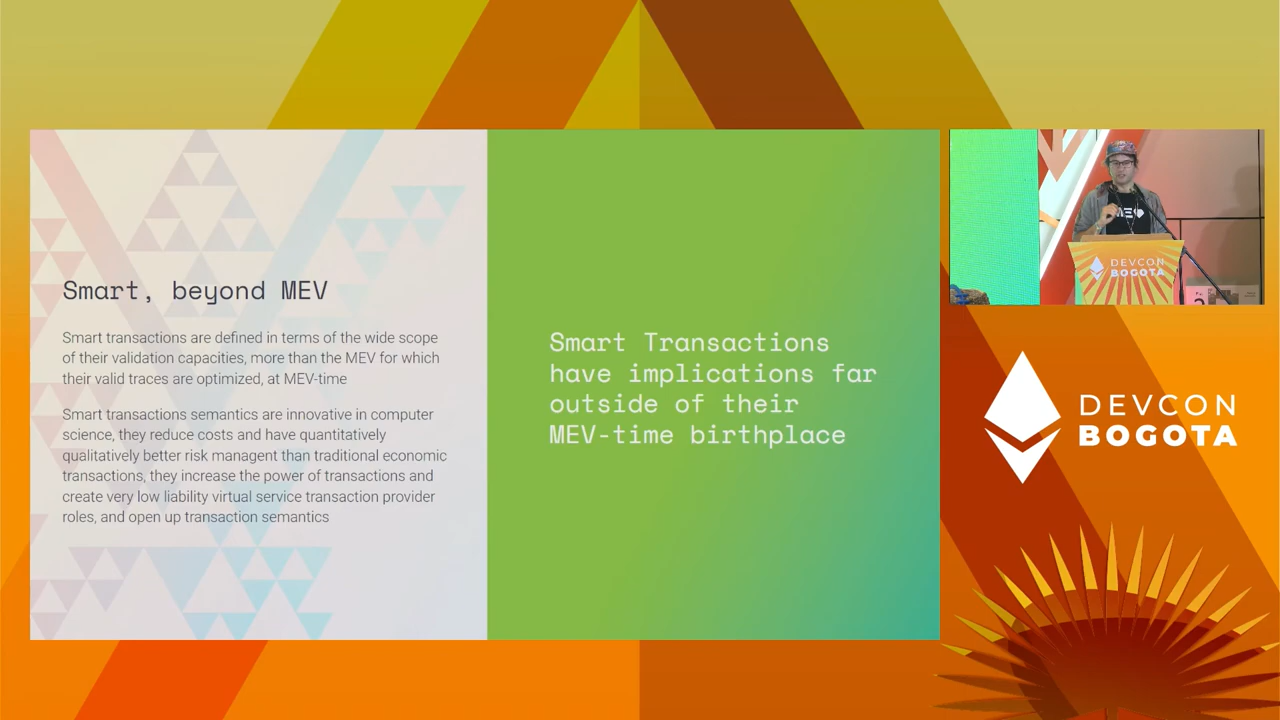 Smart, beyond MEV
Smart transactions are defined in terms of the wide scope
of their validation capacities, more than the MEV for which
their valid traces are optimized, at MEV-time
Smart transactions semantics are innovative in computer
science, they reduce costs and have quantitatively
qualitatively better risk managent than traditional economic
transactions, they increase the power of transactions and
create very low liability virtual service transaction provider
roles, and open up transaction semantics
Smart Transactions
have implications far
outside of their
MEV-time birthplace
DEVCON
BOGOTA
DEVCON
BOGOTA